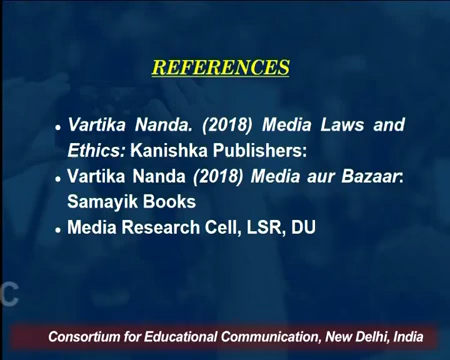 REFERENCES
• Vartika Nanda. (2018) Media Laws and
Ethics: Kanishka Publishers:
• Vartika Nanda (2018) Media aur Bazaar:
Samayik Books
• Media Research Cell, LSR, DU
C
Consortium for Educational Communication, New Delhi, India